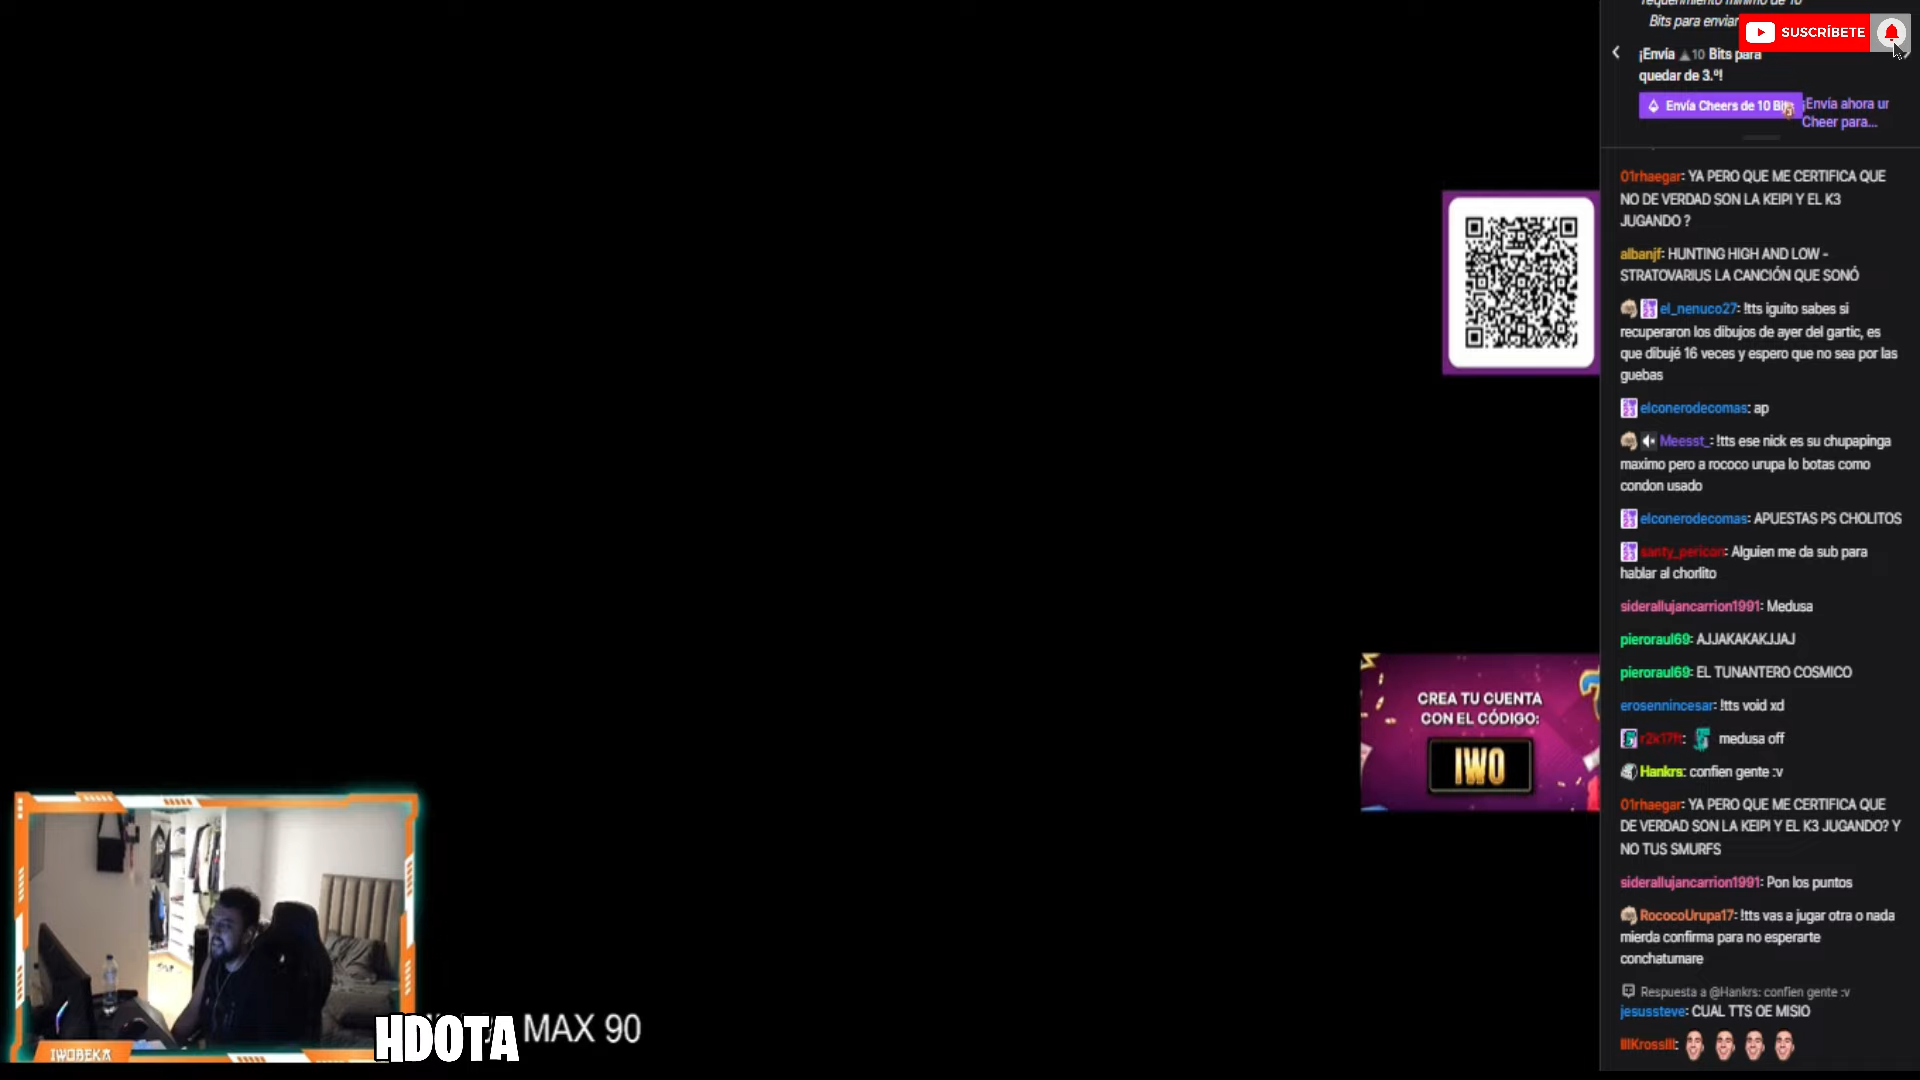 requerimiento mínimo de 10
Bits para enviar
SUSCRÍBETE
¡Envía 10 Bits para
quedar de 3.º!
Envía Cheers de 10 Bits
¡Envía ahora un
Cheer para...
01rhaegar: YA PERO QUE ME CERTIFICA QUE
NO DE VERDAD SON LA KEIPI Y EL K3
JUGANDO ?
albanjf: HUNTING HIGH AND LOW -
STRATOVARIUS LA CANCIÓN QUE SONÓ
el_nenuco27: !tts iguito sabes si
recuperaron los dibujos de ayer del gartic, es
que dibujé 16 veces y espero que no sea por las
guebas
elconerodecomas: ap
Meesst_: !tts ese nick es su chupapinga
maximo pero a rococo urupa lo botas como
condon usado
elconerodecomas: APUESTAS PS CHOLITOS
santy_pericon: Alguien me da sub para
hablar al chorlito
siderallujancarrion1991: Medusa
pieroraul69: AJJAKAKAKJJAJ
pieroraul69: EL TUNANTERO COSMICO
erosennincesar: !tts void xd
medusa off
Hankrs: confien gente :v
01rhaegar: YA PERO QUE ME CERTIFICA QUE
DE VERDAD SON LA KEIPI Y EL K3 JUGANDO? Y
NO TUS SMURFS
siderallujancarrion1991: Pon los puntos
RococoUrupa17: !tts vas a jugar otra o nada
mierda confirma para no esperarte
conchatumare
Respuesta a @Hankrs: confien gente :v
jesussteve: CUAL TTS OE MISIO
IIIKrossIII:
CREA TU CUENTA
CON EL CÓDIGO:
IWO
IWOBEKA
HDOTA MAX 90